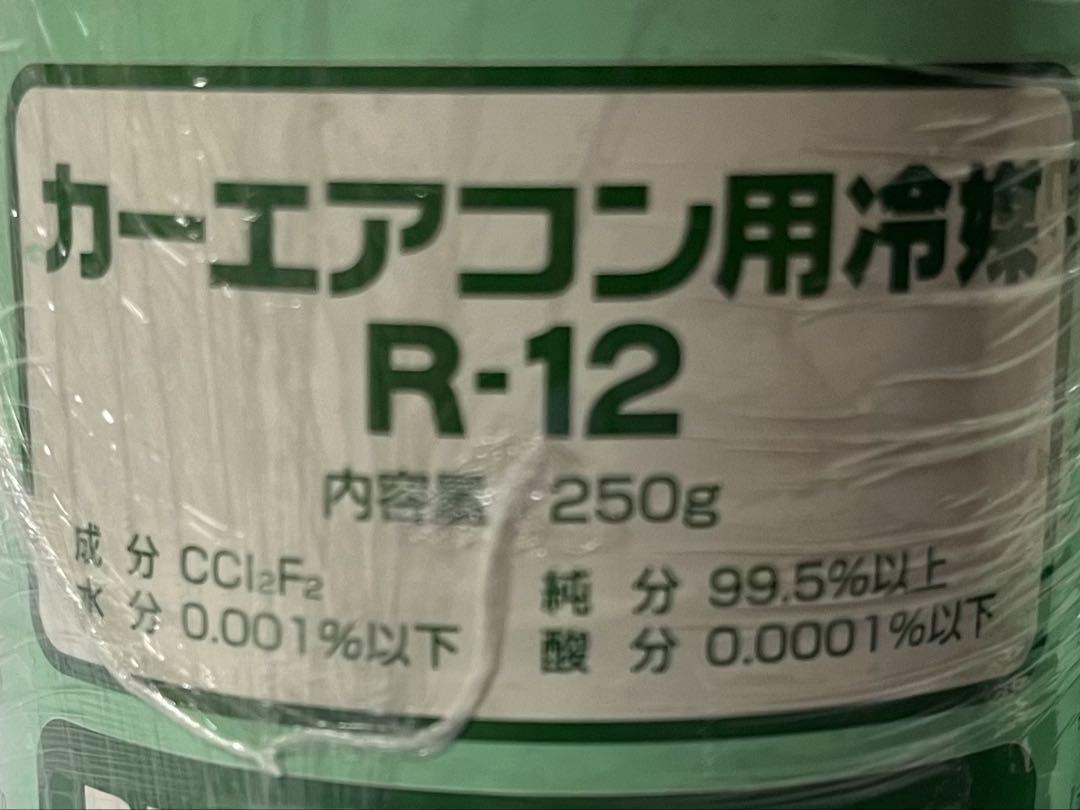 カーエアコン用冷媒
R-12
内容量 250g
成分 CCl₂F₂ 純分 99.5%以上
水分 0.001%以下 酸分 0.0001%以下